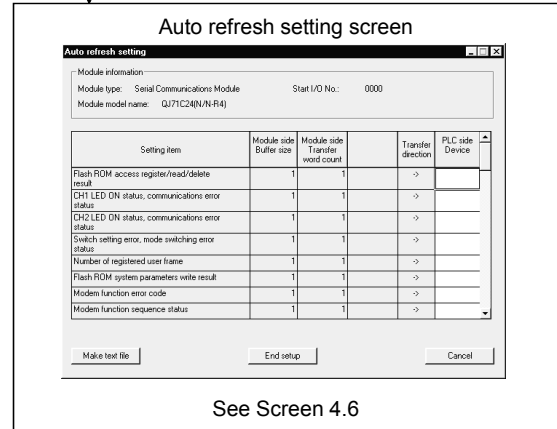 Auto refresh setting screen
Auto refresh setting
Module information
Module type: Serial Communications Module Start I/O No.: 0000
Module model name: QJ71C24(N/N-R4)
Setting item
Module side
Buffer size
Module side
Transfer
word count
Transfer
direction
PLC side
Device
Flash ROM access register/read/delete
result
1 1 ->
CH1 LED ON status, communications error
status
1 1 ->
CH2 LED ON status, communications error
status
1 1 ->
Switch setting error, mode switching error
status
1 1 ->
Number of registered user frame 1 1 ->
Flash ROM system parameters write result 1 1 ->
Modem function error code 1 1 ->
Modem function sequence status 1 1 ->
Make text file End setup Cancel
See Screen 4.6